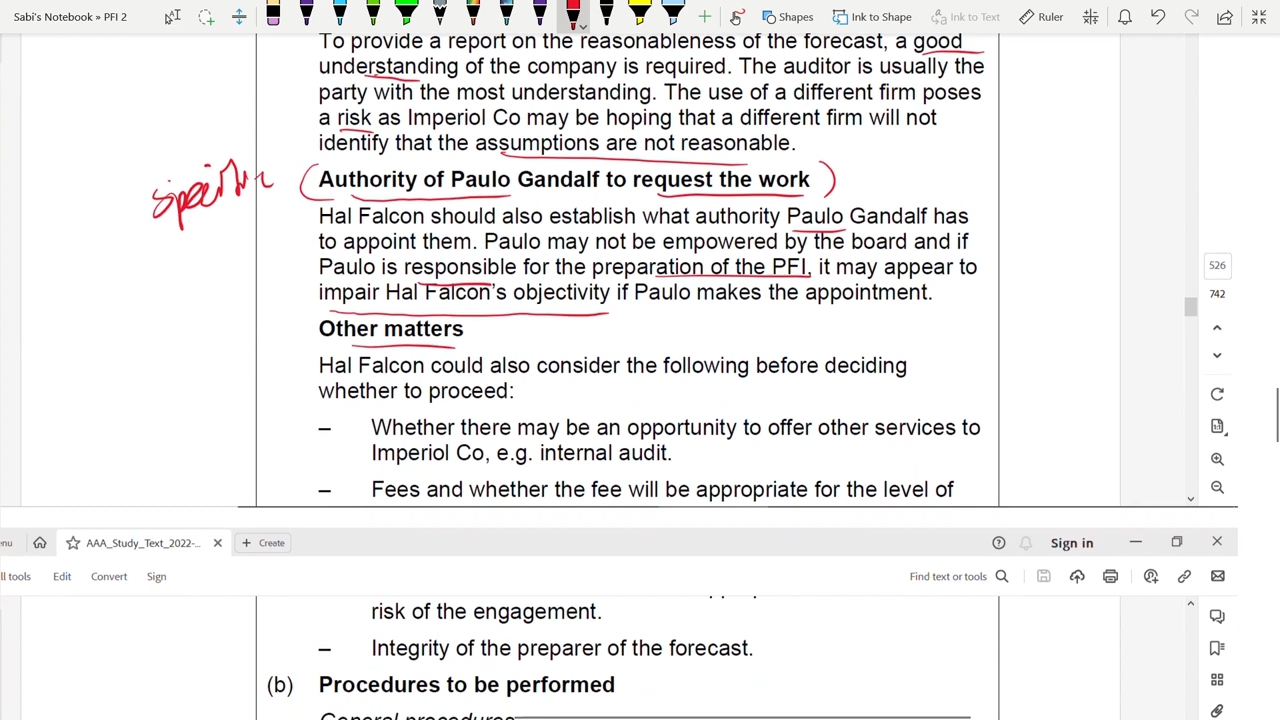 Sabi's Notebook » PFI 2
Shapes
Ink to Shape
Ink to Text
Ruler
To provide a report on the reasonableness of the forecast, a good
understanding of the company is required. The auditor is usually the
party with the most understanding. The use of a different firm poses
a risk as Imperiol Co may be hoping that a different firm will not
identify that the assumptions are not reasonable.
Authority of Paulo Gandalf to request the work
Hal Falcon should also establish what authority Paulo Gandalf has
to appoint them. Paulo may not be empowered by the board and if
Paulo is responsible for the preparation of the PFI, it may appear to
impair Hal Falcon's objectivity if Paulo makes the appointment.
Other matters
Hal Falcon could also consider the following before deciding
whether to proceed:
– Whether there may be an opportunity to offer other services to
Imperiol Co, e.g. internal audit.
– Fees and whether the fee will be appropriate for the level of
526
742
enu
AAA_Study_Text_2022-...
Create
Sign in
ll tools
Edit
Convert
Sign
Find text or tools
risk of the engagement.
– Integrity of the preparer of the forecast.
(b) Procedures to be performed
General procedures